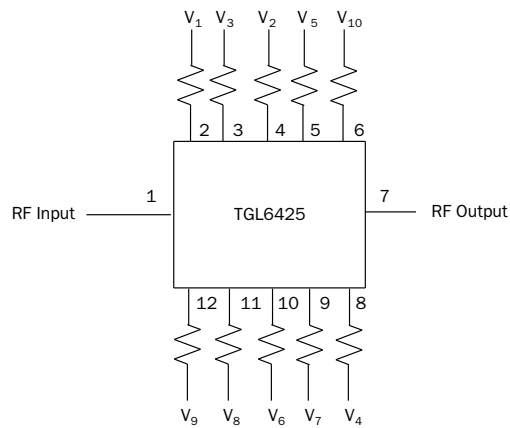 V₁ V₃ V₂ V₅ V₁₀
2 3 4 5 6
1 7
RF Input TGL6425 RF Output
12 11 10 9 8
V₉ V₈ V₆ V₇ V₄